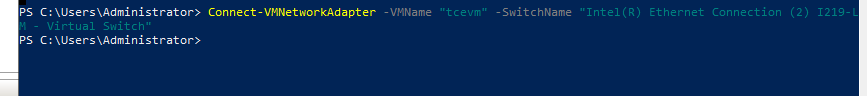 PS C:\Users\Administrator> Connect-VMNetworkAdapter -VMName "tcevm" -SwitchName "Intel(R) Ethernet Connection (2) I219-L
M - Virtual Switch"
PS C:\Users\Administrator>